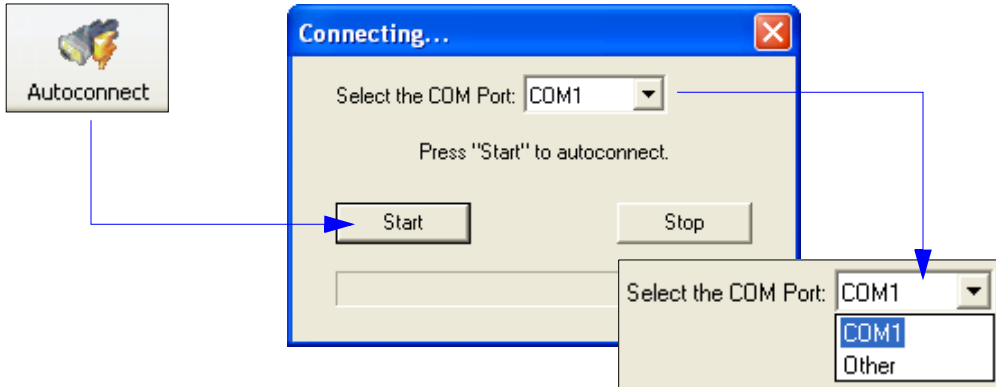 Autoconnect
Connecting...
Select the COM Port: COM1
Press "Start" to autoconnect.
Start Stop
Select the COM Port: COM1
COM1
Other